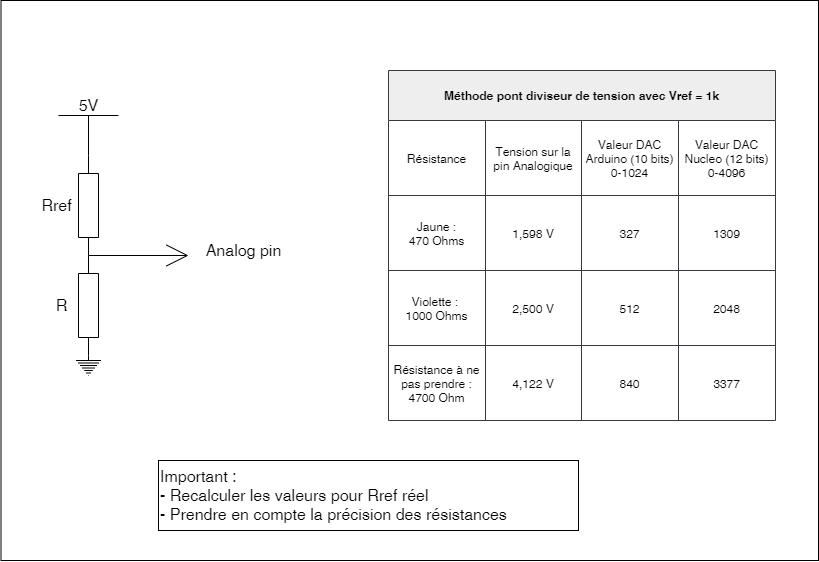 5V
Rref
Analog pin
R
Méthode pont diviseur de tension avec Vref = 1k
Résistance
Tension sur la
pin Analogique
Valeur DAC
Arduino (10 bits)
0-1024
Valeur DAC
Nucleo (12 bits)
0-4096
Jaune :
470 Ohms
1,598 V
327
1309
Violette :
1000 Ohms
2,500 V
512
2048
Résistance à ne
pas prendre :
4700 Ohm
4,122 V
840
3377
Important :
- Recalculer les valeurs pour Rref réel
- Prendre en compte la précision des résistances